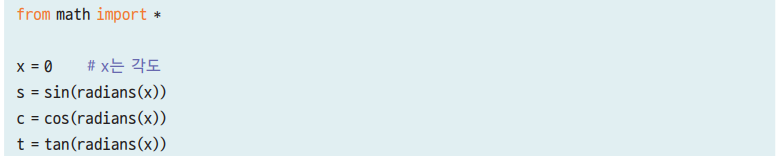 from math import *
x = 0 # x는 각도
s = sin(radians(x))
c = cos(radians(x))
t = tan(radians(x))